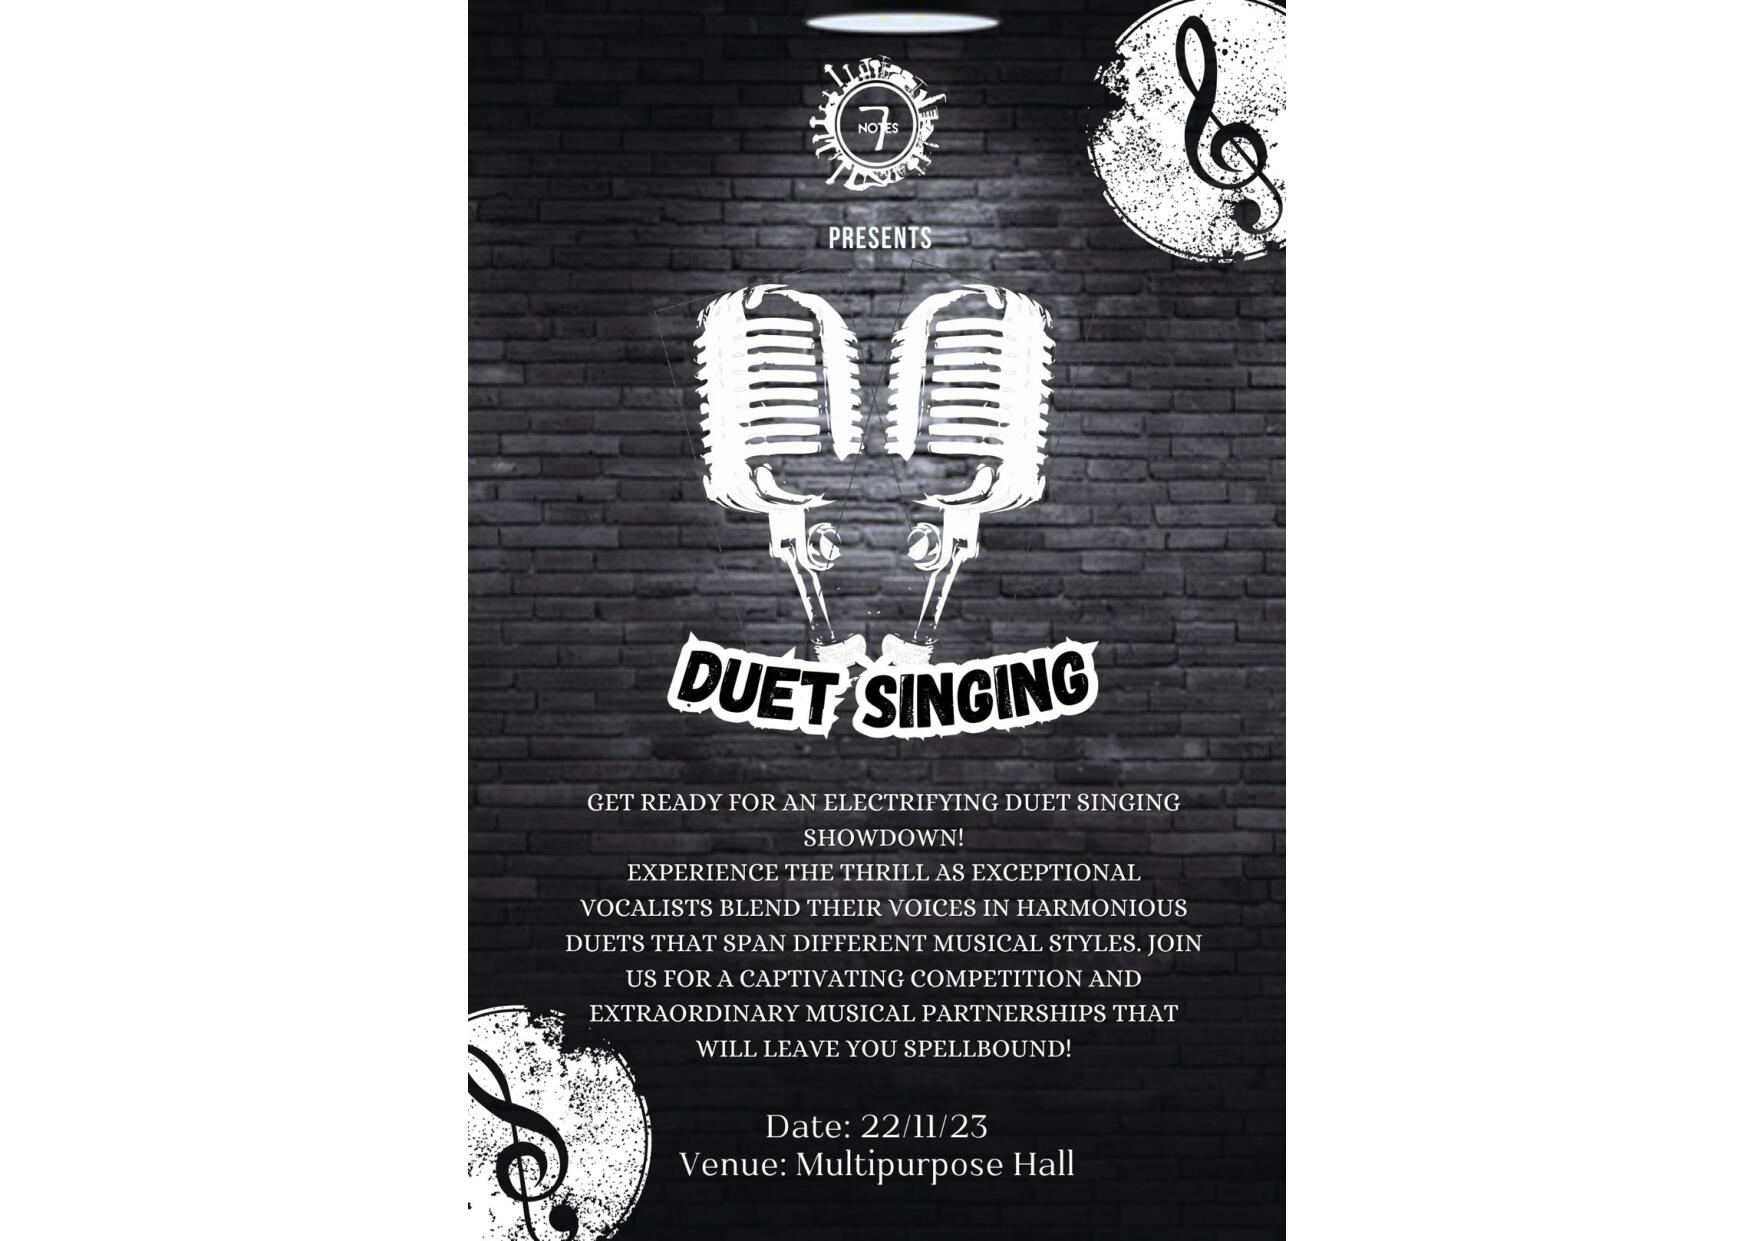 7
NOTES
PRESENTS
DUET SINGING
GET READY FOR AN ELECTRIFYING DUET SINGING
SHOWDOWN!
EXPERIENCE THE THRILL AS EXCEPTIONAL
VOCALISTS BLEND THEIR VOICES IN HARMONIOUS
DUETS THAT SPAN DIFFERENT MUSICAL STYLES. JOIN
US FOR A CAPTIVATING COMPETITION AND
EXTRAORDINARY MUSICAL PARTNERSHIPS THAT
WILL LEAVE YOU SPELLBOUND!
Date: 22/11/23
Venue: Multipurpose Hall